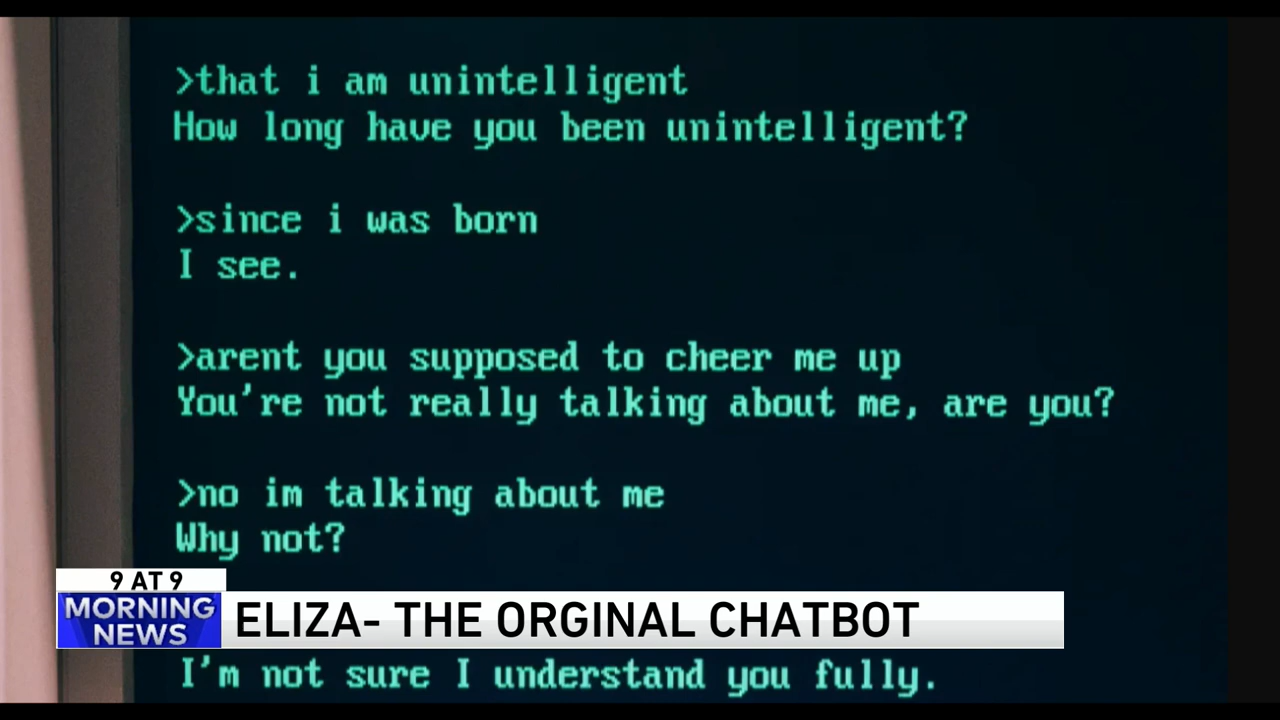 >that i am unintelligent
How long have you been unintelligent?
>since i was born
I see.
>arent you supposed to cheer me up
You're not really talking about me, are you?
>no im talking about me
Why not?
9 AT 9
MORNING
NEWS
ELIZA- THE ORGINAL CHATBOT
I'm not sure I understand you fully.